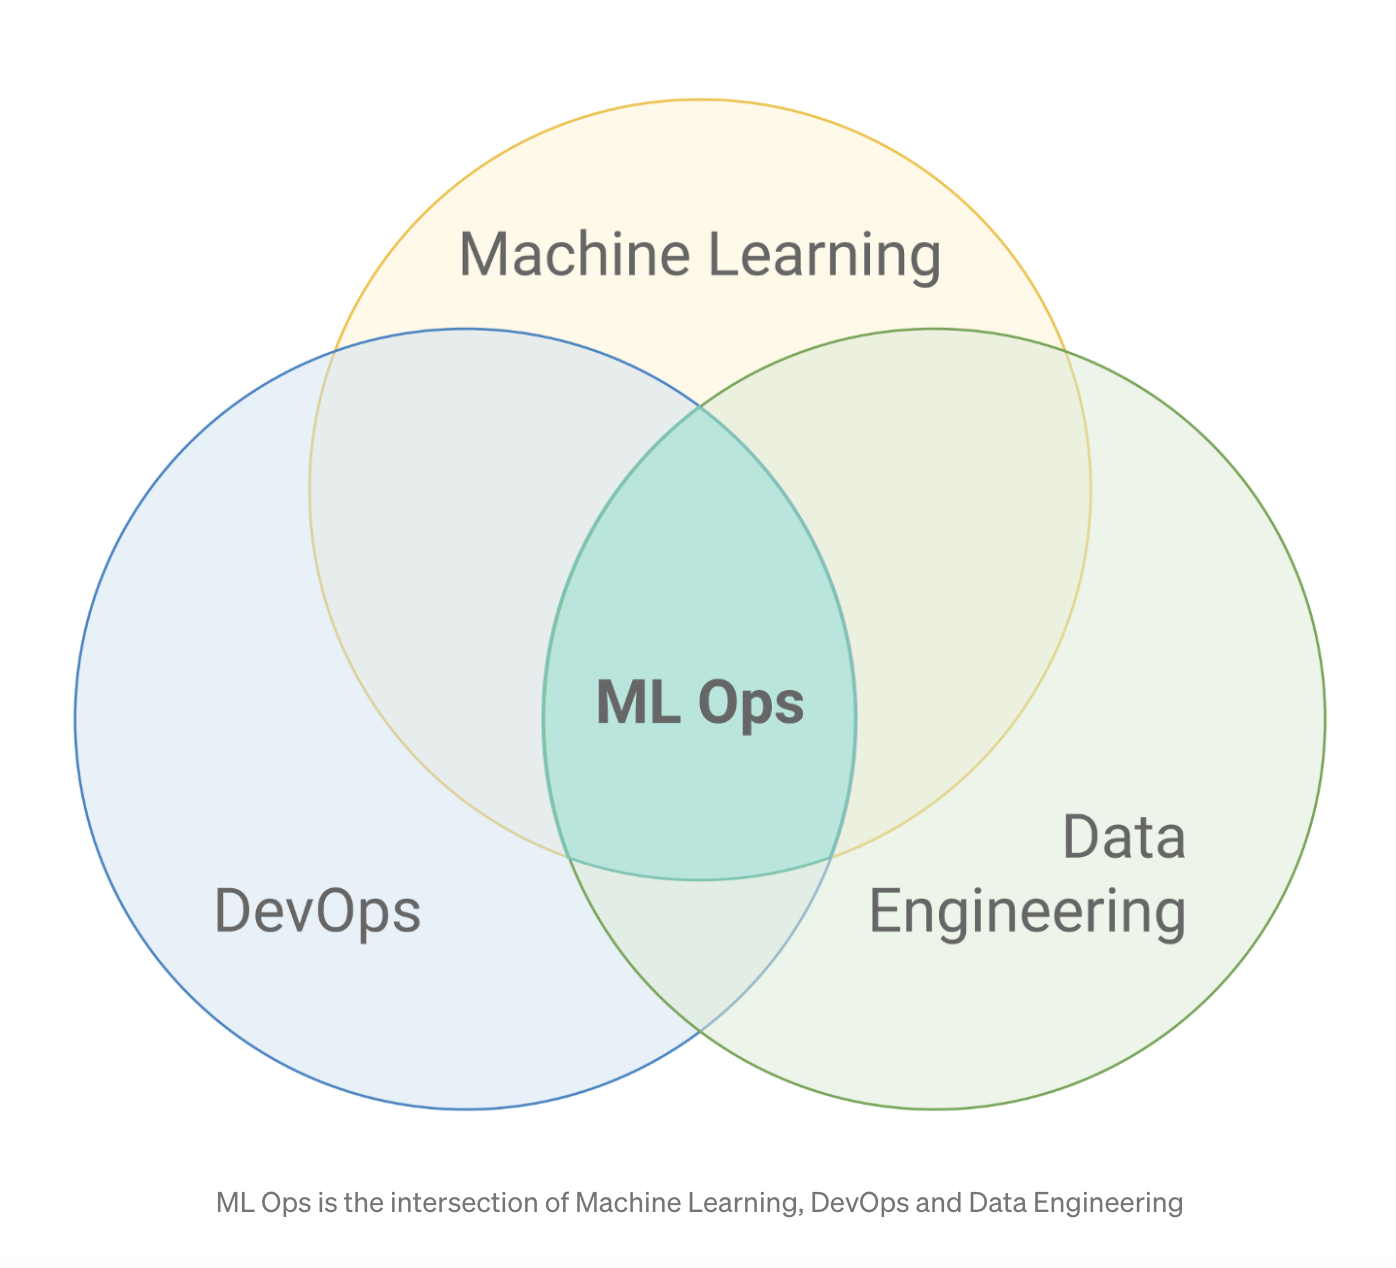 Machine Learning
ML Ops
Data
Engineering
DevOps
ML Ops is the intersection of Machine Learning, DevOps and Data Engineering